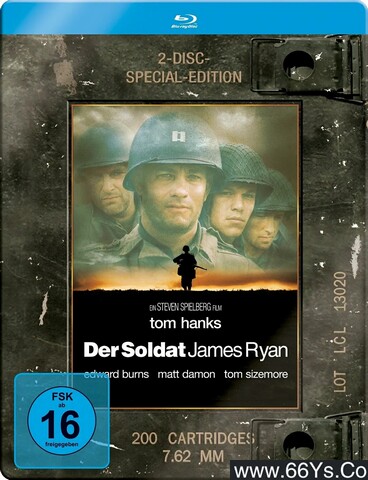 Blu-ray Disc
2-DISC-
SPECIAL-EDITION
EIN STEVEN SPIELBERG FILM
tom hanks
Der Soldat James Ryan
edward burns matt damon tom sizemore
LOT LCL 13020
FSK
ab
16
freigegeben
200 CARTRIDGES
7.62 MM
www.66Ys.Co